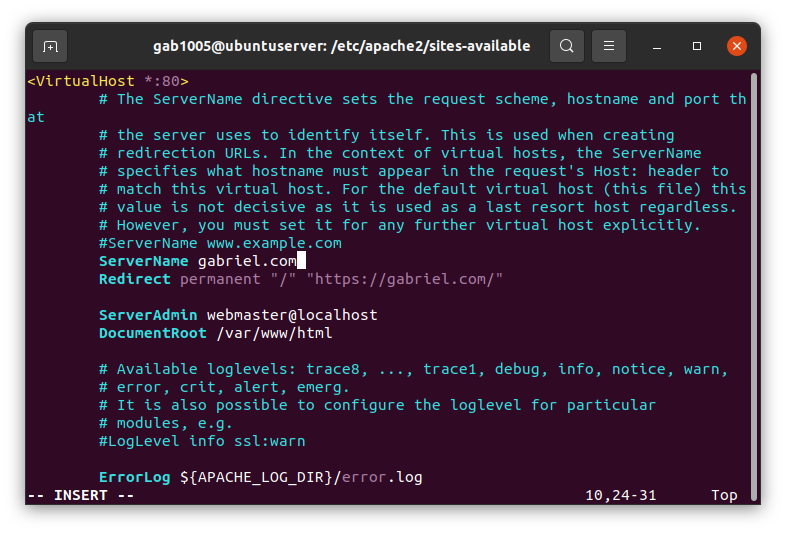 gab1005@ubuntuserver: /etc/apache2/sites-available
<VirtualHost *:80>
# The ServerName directive sets the request scheme, hostname and port th
at
# the server uses to identify itself. This is used when creating
# redirection URLs. In the context of virtual hosts, the ServerName
# specifies what hostname must appear in the request's Host: header to
# match this virtual host. For the default virtual host (this file) this
# value is not decisive as it is used as a last resort host regardless.
# However, you must set it for any further virtual host explicitly.
#ServerName www.example.com
ServerName gabriel.com
Redirect permanent "/" "https://gabriel.com/"
ServerAdmin webmaster@localhost
DocumentRoot /var/www/html
# Available loglevels: trace8, ..., trace1, debug, info, notice, warn,
# error, crit, alert, emerg.
# It is also possible to configure the loglevel for particular
# modules, e.g.
#LogLevel info ssl:warn
ErrorLog ${APACHE_LOG_DIR}/error.log
-- INSERT -- 10,24-31 Top